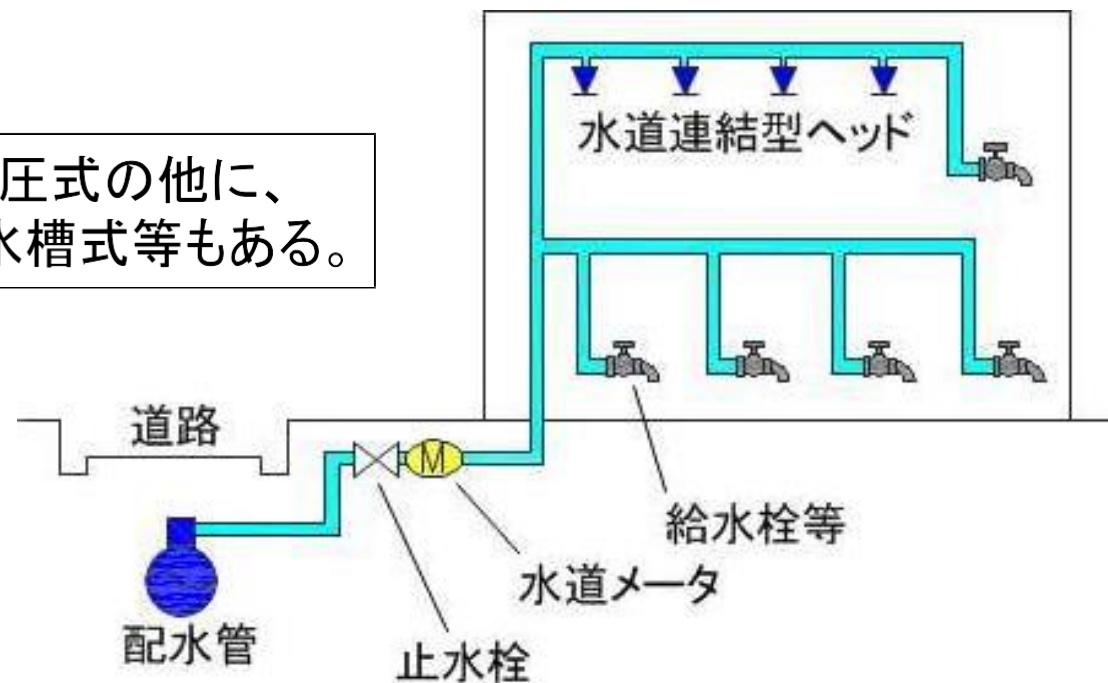 圧式の他に、
水槽式等もある。
水道連結型ヘッド
道路
M
給水栓等
水道メータ
配水管
止水栓